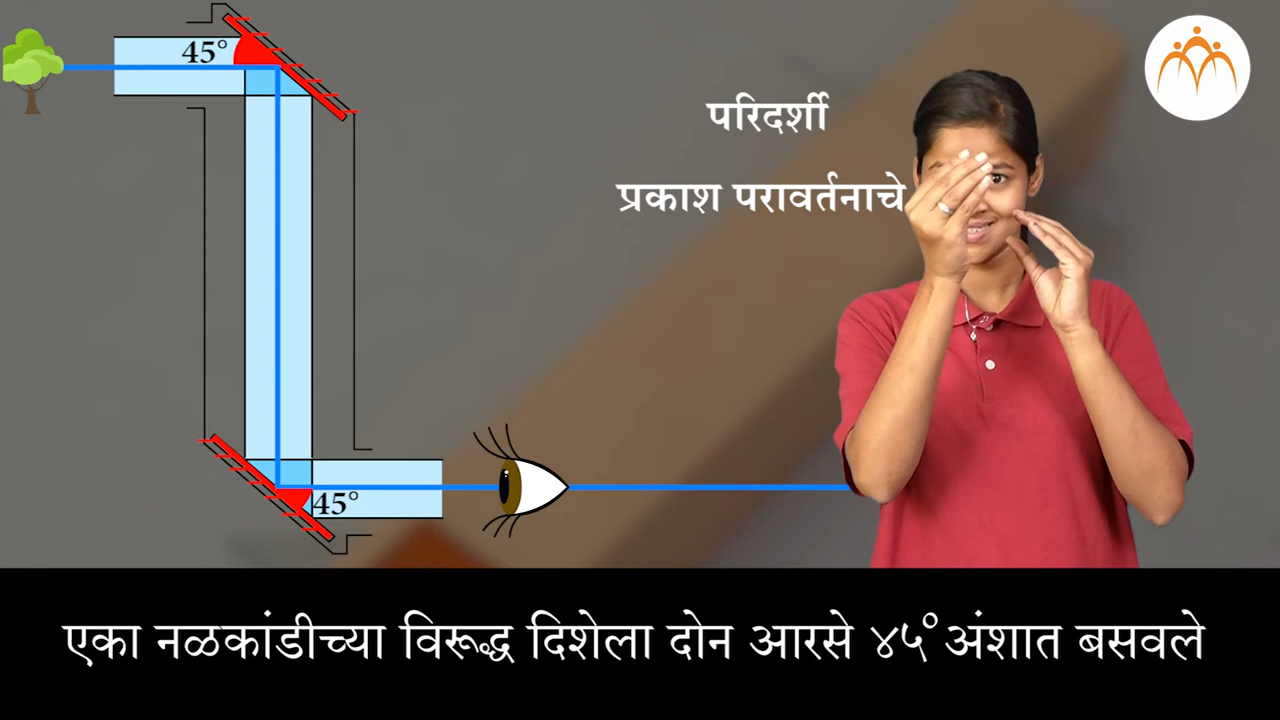 45°
परिदर्शी
प्रकाश परावर्तनाचे
45°
एका नळकांडीच्या विरूद्ध दिशेला दोन आरसे ४५° अंशात बसवले